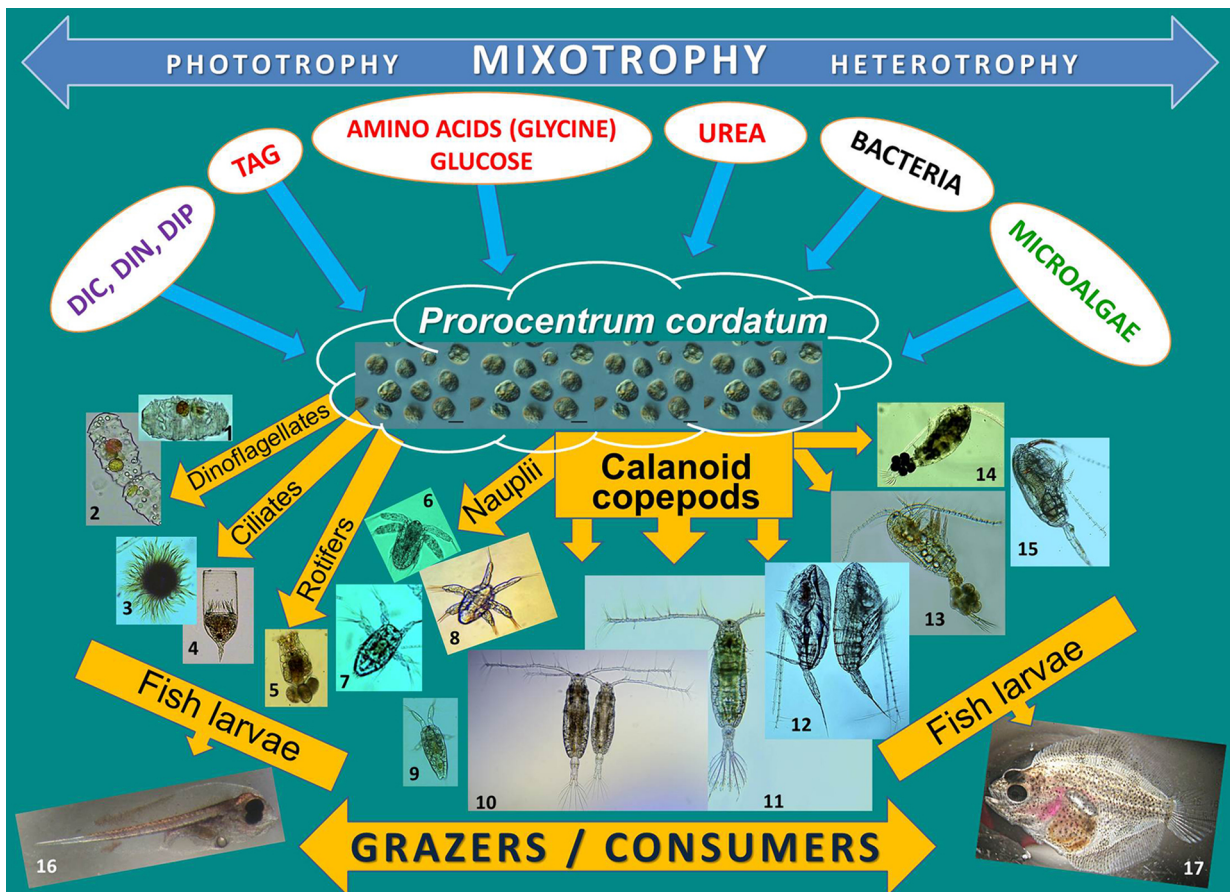 PHOTOTROPHY MIXOTROPHY HETEROTROPHY
DIC, DIN, DIP
TAG
AMINO ACIDS (GLYCINE)
GLUCOSE
UREA
BACTERIA
MICROALGAE
Prorocentrum cordatum
Dinoflagellates
Ciliates
Rotifers
Nauplii
Calanoid
copepods
1
2
3
4
5
6
7
8
9
10
11
12
13
14
15
Fish larvae
Fish larvae
16
GRAZERS / CONSUMERS
17